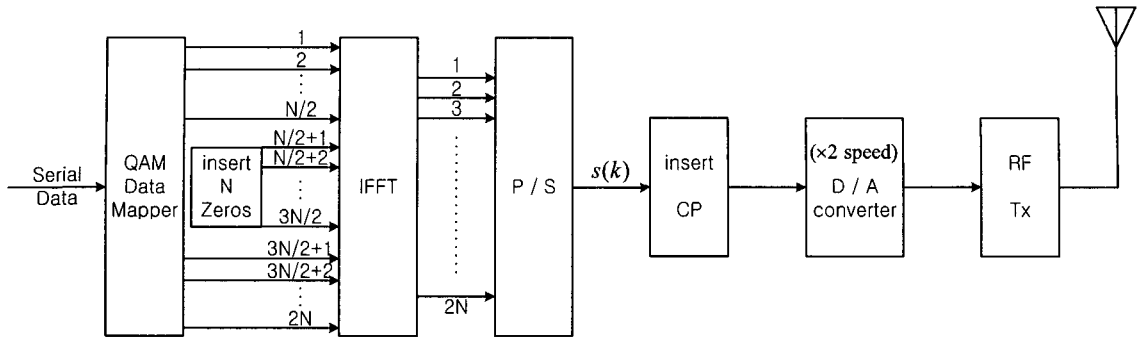 Serial
Data
QAM
Data
Mapper
1
2
N/2
insert
N
Zeros
N/2+1
N/2+2
3N/2
3N/2+1
3N/2+2
2N
IFFT
1
2
3
2N
P / S
s(k)
insert
CP
(×2 speed)
D / A
converter
RF
Tx